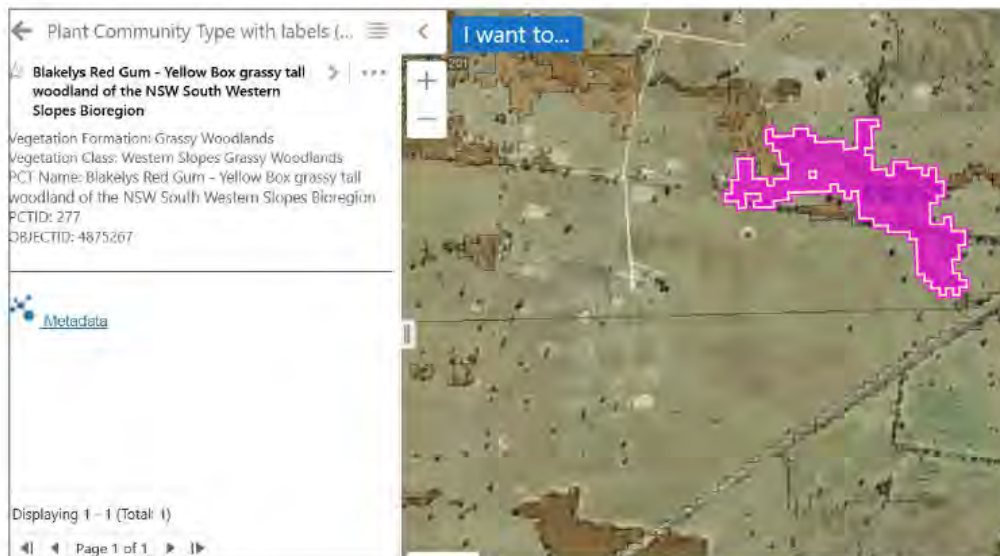 Plant Community Type with labels (...
Blakelys Red Gum - Yellow Box grassy tall
woodland of the NSW South Western
Slopes Bioregion
Vegetation Formation: Grassy Woodlands
Vegetation Class: Western Slopes Grassy Woodlands
PCT Name: Blakelys Red Gum - Yellow Box grassy tall
woodland of the NSW South Western Slopes Bioregion
PCTID: 277
OBJECTID: 4875267
Metadata
Displaying 1 - 1 (Total: 1)
Page 1 of 1
I want to...
201